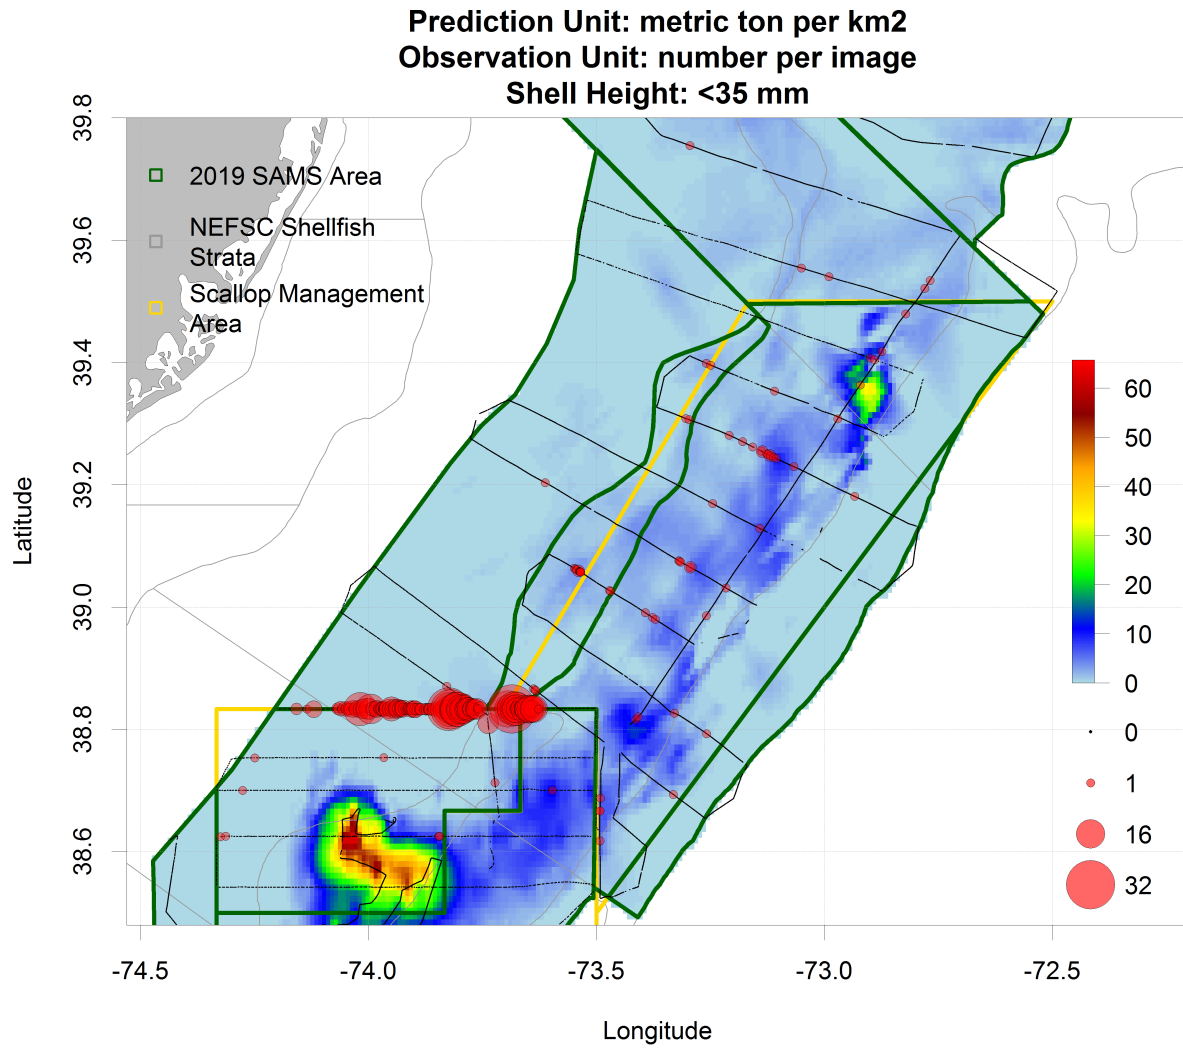 Prediction Unit: metric ton per km2
Observation Unit: number per image
Shell Height: <35 mm
39.8
39.6
39.4
39.2
39.0
38.8
38.6
Latitude
2019 SAMS Area
NEFSC Shellfish
Strata
Scallop Management
Area
60
50
40
30
20
10
0
0
1
16
32
-74.5
-74.0
-73.5
-73.0
-72.5
Longitude